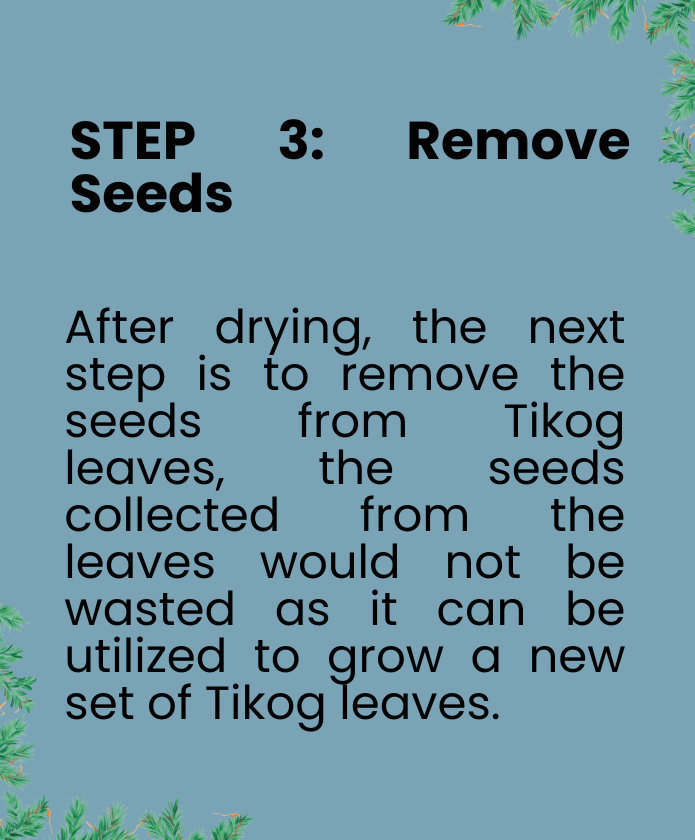 STEP 3: Remove
Seeds
After drying, the next
step is to remove the
seeds from Tikog
leaves, the seeds
collected from the
leaves would not be
wasted as it can be
utilized to grow a new
set of Tikog leaves.